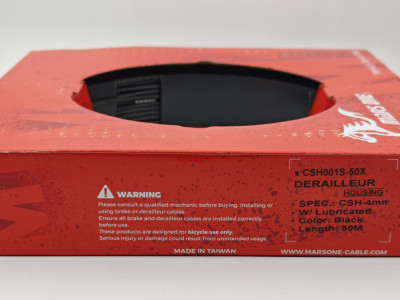 MARS ONE
WARNING
Please consult a qualified mechanic before buying, installing or
using brake or derailleur cables.
Ensure all brake and derailleur cables are installed correctly
before use.
These products are designed for bicycle use only.
Serious injury or damage could result from unintended usage.
MADE IN TAIWAN
CSH001S-50X
DERAILLEUR
HOUSING
SPEC.: CSH-4mm
W/ Lubricated
Color: Black
Length: 50M
WWW.MARSONE-CABLE.COM